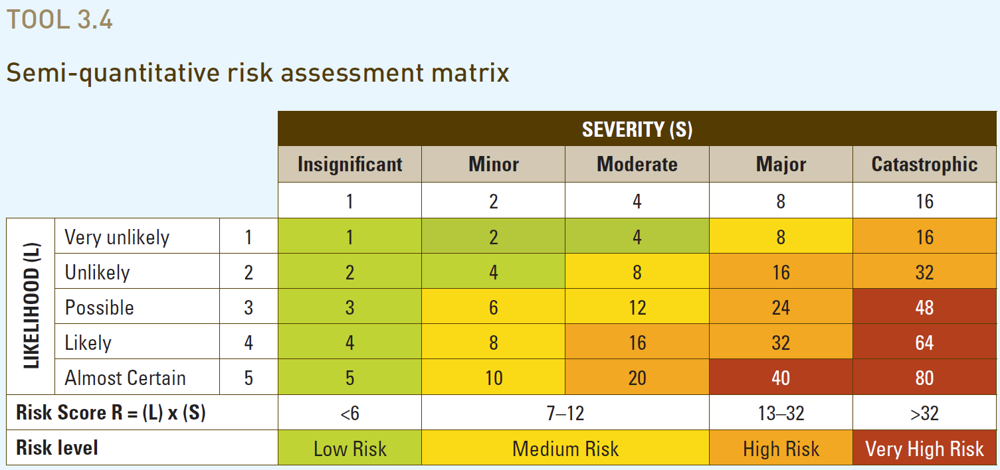 TOOL 3.4
Semi-quantitative risk assessment matrix
SEVERITY (S)
Insignificant Minor Moderate Major Catastrophic
1 2 4 8 16
LIKELIHOOD (L)
Very unlikely 1 1 2 4 8 16
Unlikely 2 2 4 8 16 32
Possible 3 3 6 12 24 48
Likely 4 4 8 16 32 64
Almost Certain 5 5 10 20 40 80
Risk Score R = (L) x (S) <6 7–12 13–32 >32
Risk level Low Risk Medium Risk High Risk Very High Risk